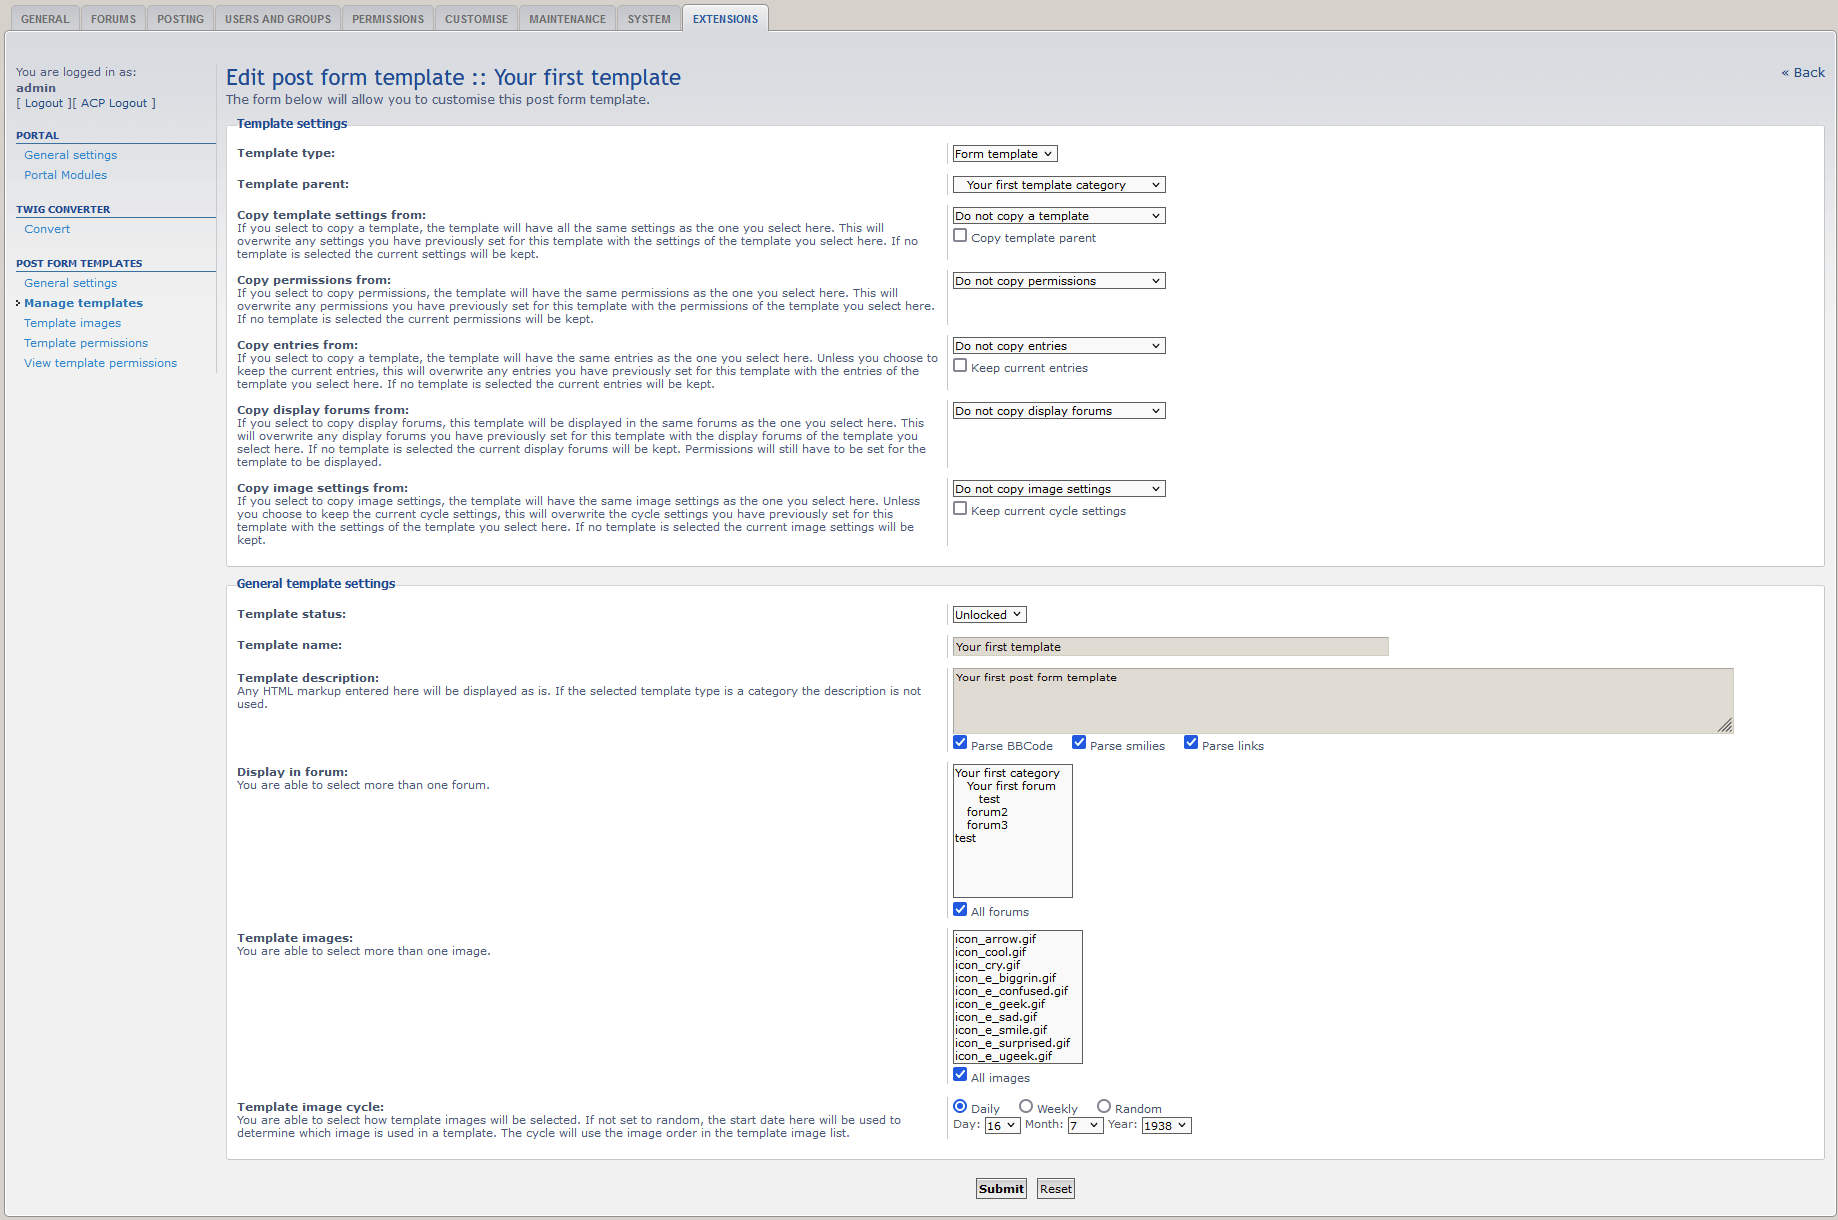 GENERAL FORUMS POSTING USERS AND GROUPS PERMISSIONS CUSTOMISE MAINTENANCE SYSTEM EXTENSIONS
You are logged in as:
admin
[ Logout ][ ACP Logout ]
PORTAL
General settings
Portal Modules
TWIG CONVERTER
Convert
POST FORM TEMPLATES
General settings
Manage templates
Template images
Template permissions
View template permissions
« Back
Edit post form template :: Your first template
The form below will allow you to customise this post form template.
Template settings
Template type:
Form template
Template parent:
Your first template category
Copy template settings from:
If you select to copy a template, the template will have all the same settings as the one you select here. This will
overwrite any settings you have previously set for this template with the settings of the template you select here. If no
template is selected the current settings will be kept.
Do not copy a template
Copy template parent
Copy permissions from:
If you select to copy permissions, the template will have the same permissions as the one you select here. This will
overwrite any permissions you have previously set for this template with the permissions of the template you select here.
If no template is selected the current permissions will be kept.
Do not copy permissions
Copy entries from:
If you select to copy a template, the template will have the same entries as the one you select here. Unless you choose to
keep the current entries, this will overwrite any entries you have previously set for this template with the entries of the
template you select here. If no template is selected the current entries will be kept.
Do not copy entries
Keep current entries
Copy display forums from:
If you select to copy display forums, this template will be displayed in the same forums as the one you select here. This
will overwrite any display forums you have previously set for this template with the display forums of the template you
select here. If no template is selected the current display forums will be kept. Permissions will still have to be set for the
template to be displayed.
Do not copy display forums
Copy image settings from:
If you select to copy image settings, the template will have the same image settings as the one you select here. Unless
you choose to keep the current cycle settings, this will overwrite the cycle settings you have previously set for this
template with the settings of the template you select here. If no template is selected the current image settings will be
kept.
Do not copy image settings
Keep current cycle settings
General template settings
Template status:
Unlocked
Template name:
Your first template
Template description:
Any HTML markup entered here will be displayed as is. If the selected template type is a category the description is not
used.
Your first post form template
Parse BBCode Parse smilies Parse links
Display in forum:
You are able to select more than one forum.
Your first category
Your first forum
test
forum2
forum3
test
All forums
Template images:
You are able to select more than one image.
icon_arrow.gif
icon_cool.gif
icon_cry.gif
icon_e_biggrin.gif
icon_e_confused.gif
icon_e_geek.gif
icon_e_sad.gif
icon_e_smile.gif
icon_e_surprised.gif
icon_e_ugeek.gif
All images
Template image cycle:
You are able to select how template images will be selected. If not set to random, the start date here will be used to
determine which image is used in a template. The cycle will use the image order in the template image list.
Daily Weekly Random
Day: 16 Month: 7 Year: 1938
Submit Reset